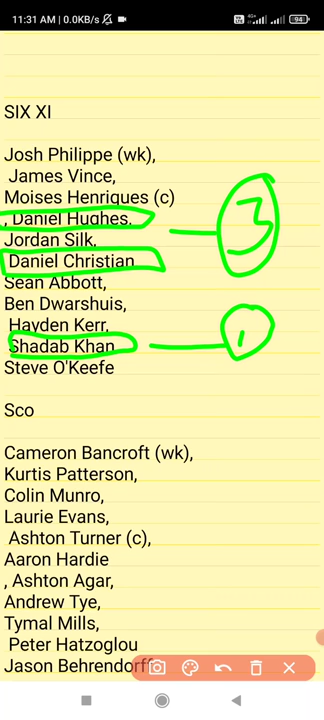 11:31 AM | 0.0KB/s
94
SIX XI
Josh Philippe (wk),
James Vince,
Moises Henriques (c)
, Daniel Hughes,
Jordan Silk,
3
Daniel Christian
Sean Abbott,
Ben Dwarshuis,
Hayden Kerr,
Shadab Khan
1
Steve O'Keefe
Sco
Cameron Bancroft (wk),
Kurtis Patterson,
Colin Munro,
Laurie Evans,
Ashton Turner (c),
Aaron Hardie
, Ashton Agar,
Andrew Tye,
Tymal Mills,
Peter Hatzoglou
Jason Behrendorff